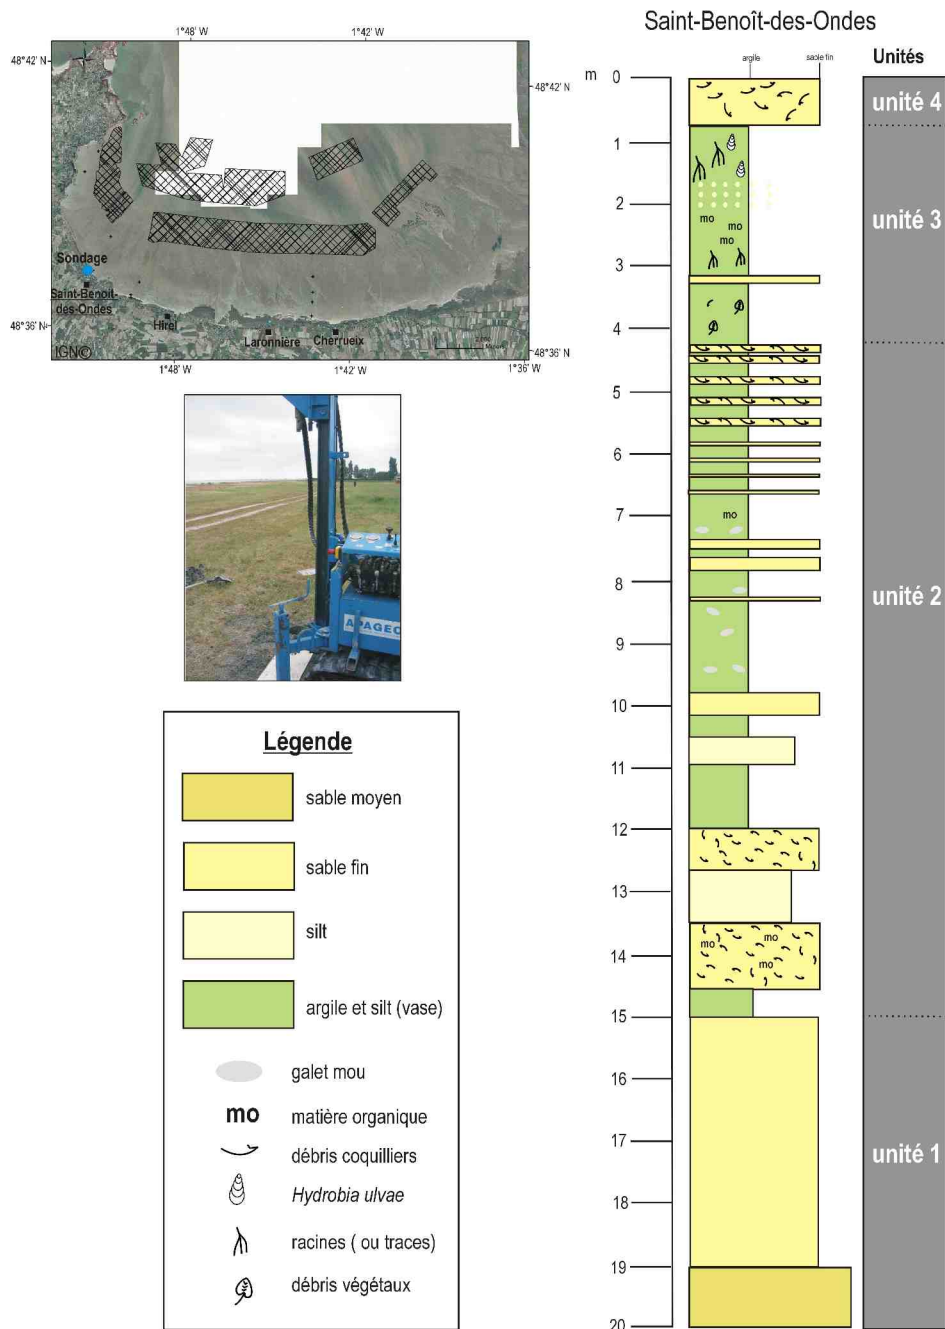 Saint-Benoît-des-Ondes
1°48' W
1°42' W
48°42' N
48°42' N
Sondage
Saint-Benoît-
des-Ondes
Hirel
Laronnière
Cherrueix
48°36' N
48°36' N
IGN©
1°48' W
1°42' W
1°36' W
APAGEO
Légende
sable moyen
sable fin
silt
argile et silt (vase)
galet mou
mo matière organique
débris coquilliers
Hydrobia ulvae
racines ( ou traces)
débris végétaux
argile
sable fin
Unités
m 0
unité 4
1
2
mo
mo
mo
unité 3
3
4
5
6
7
mo
8
unité 2
9
10
11
12
13
14
mo
mo
mo
15
16
17
unité 1
18
19
20